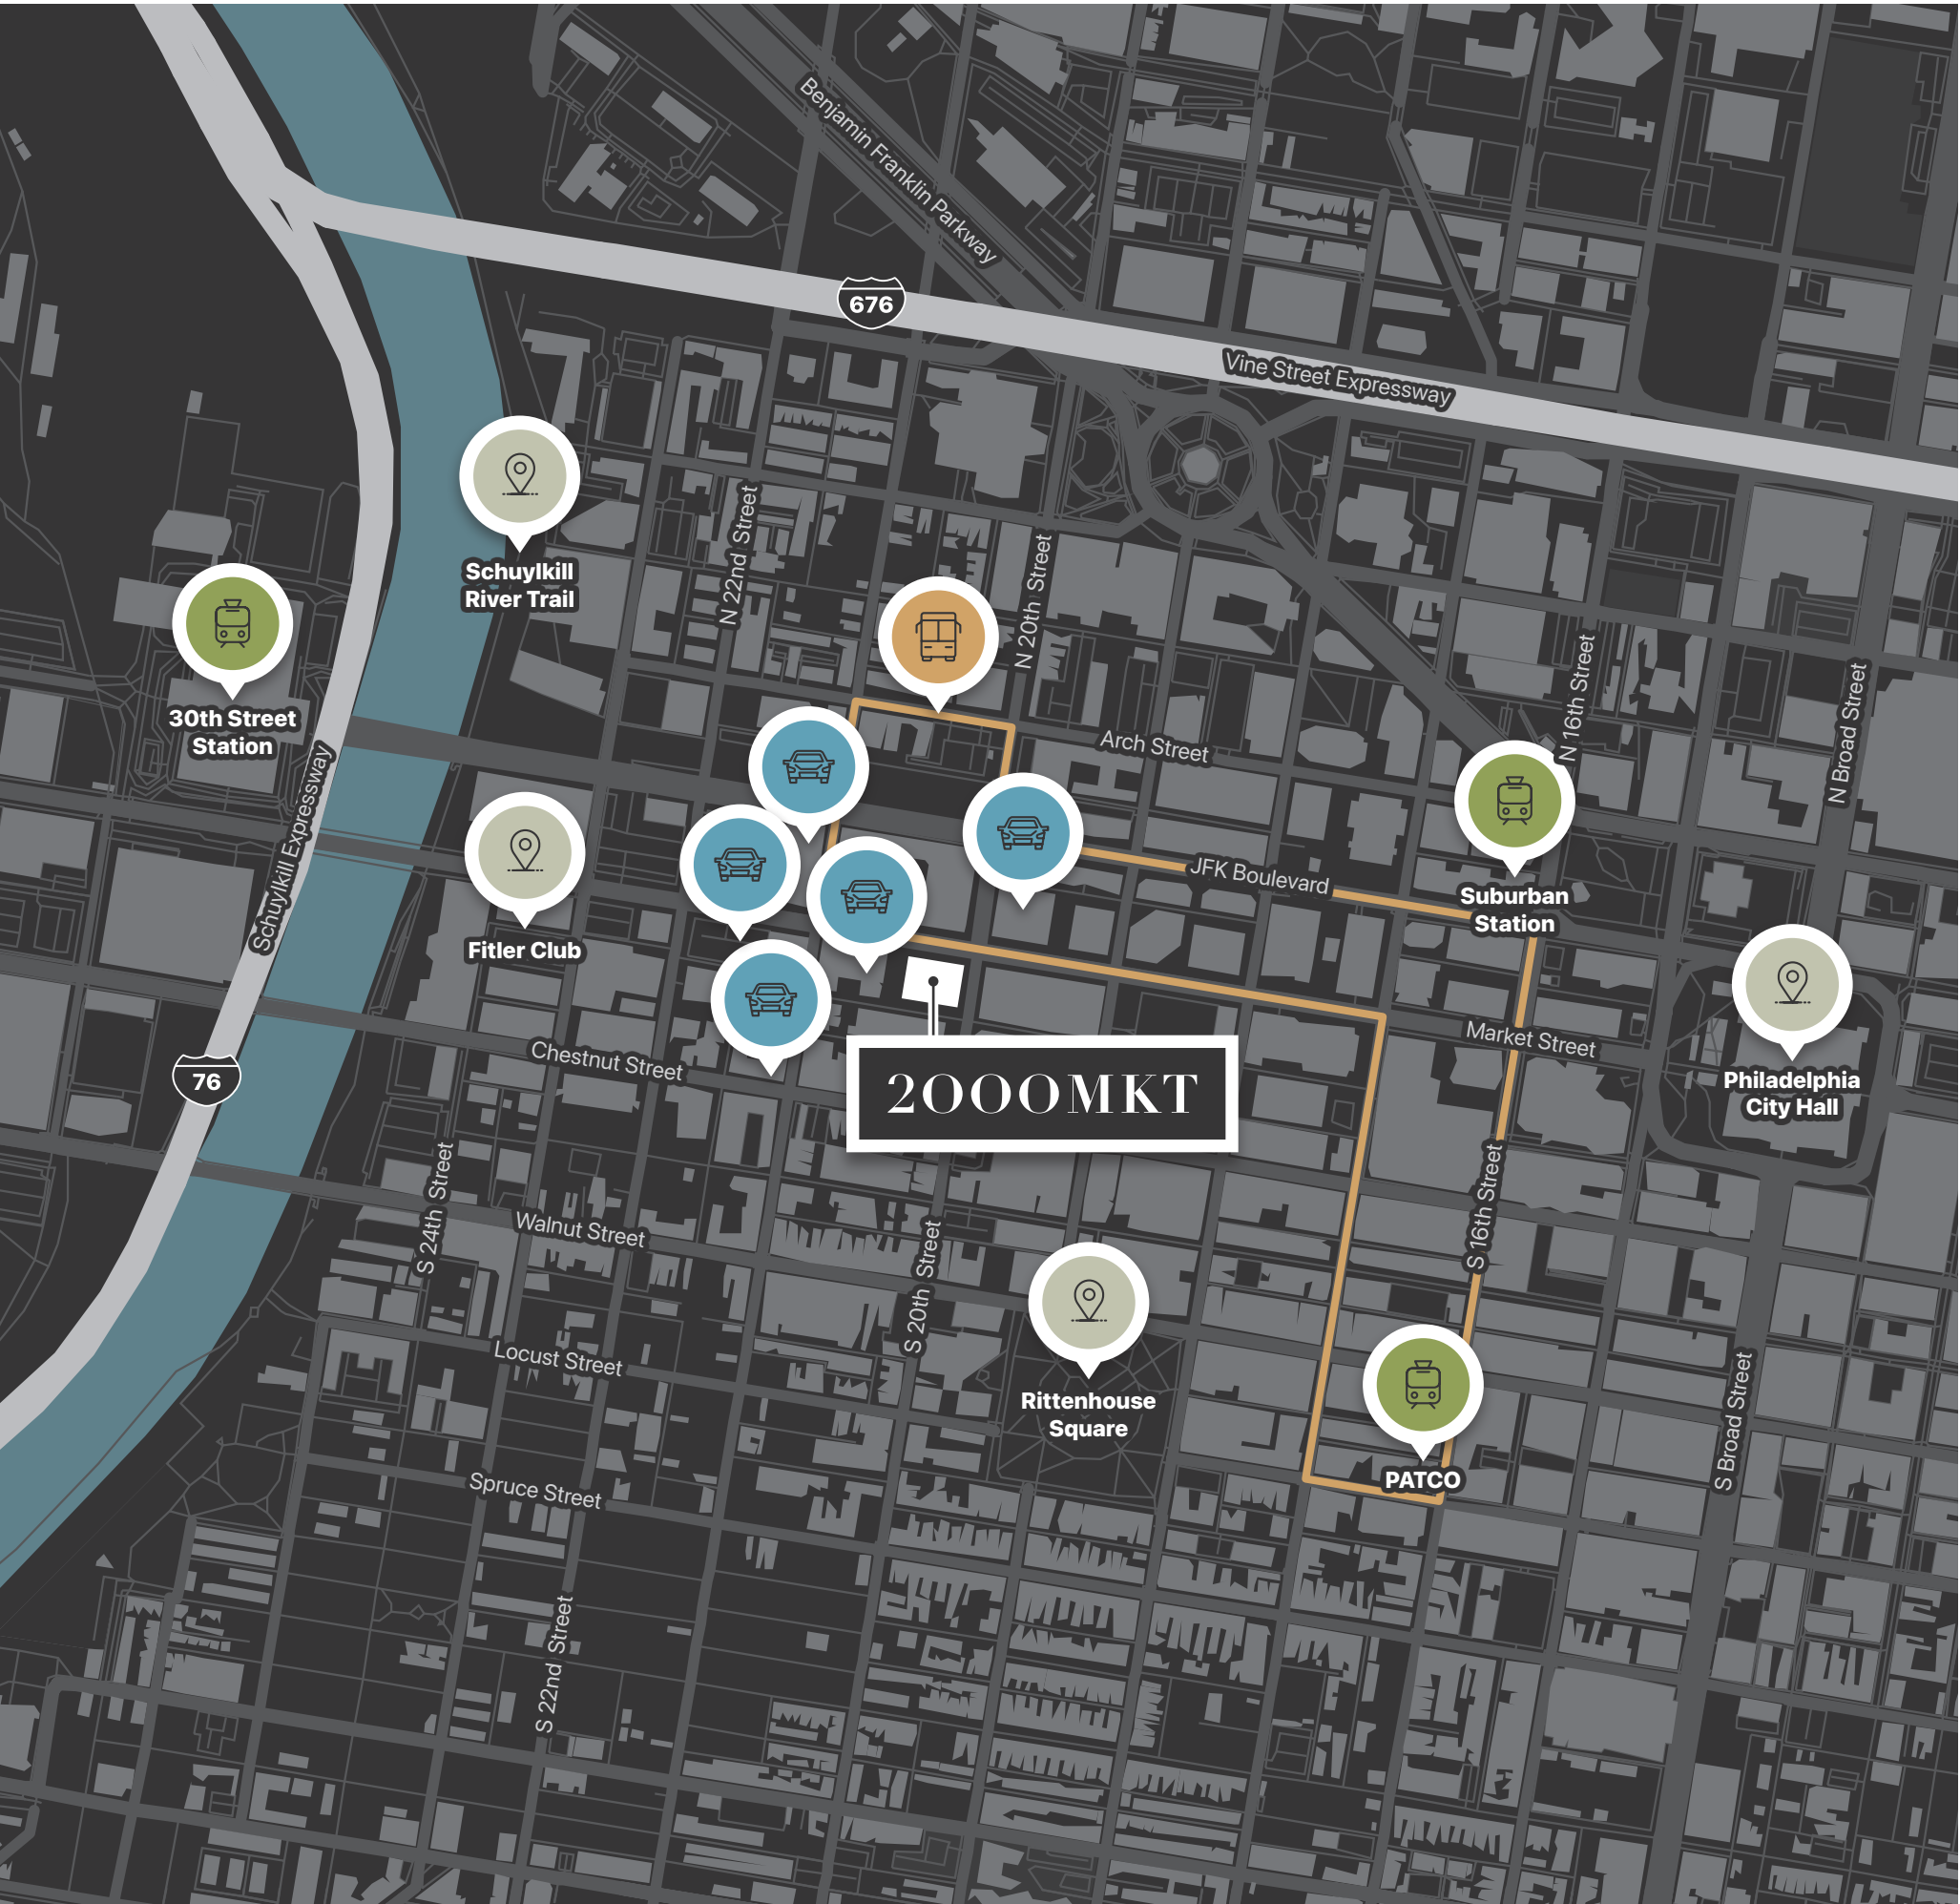 Benjamin Franklin Parkway
676
Vine Street Expressway
Schuylkill
River Trail
N 22nd Street
N 20th Street
30th Street
Station
N 16th Street
N Broad Street
Arch Street
Schuylkill Expressway
JFK Boulevard
Suburban
Station
Fitler Club
Market Street
Chestnut Street
76
2000MKT
Philadelphia
City Hall
S 24th Street
Walnut Street
S 20th Street
S 16th Street
Locust Street
Rittenhouse
Square
S Broad Street
PATCO
Spruce Street
S 22nd Street